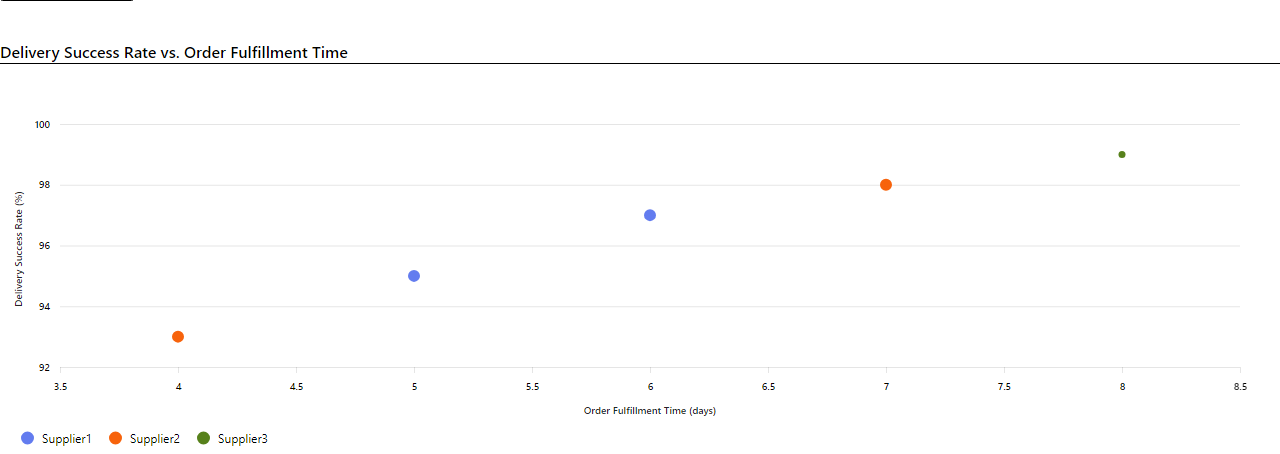 Delivery Success Rate vs. Order Fulfillment Time
100
98
96
94
92
Delivery Success Rate (%)
3.5 4 4.5 5 5.5 6 6.5 7 7.5 8 8.5
Order Fulfillment Time (days)
Supplier1 Supplier2 Supplier3